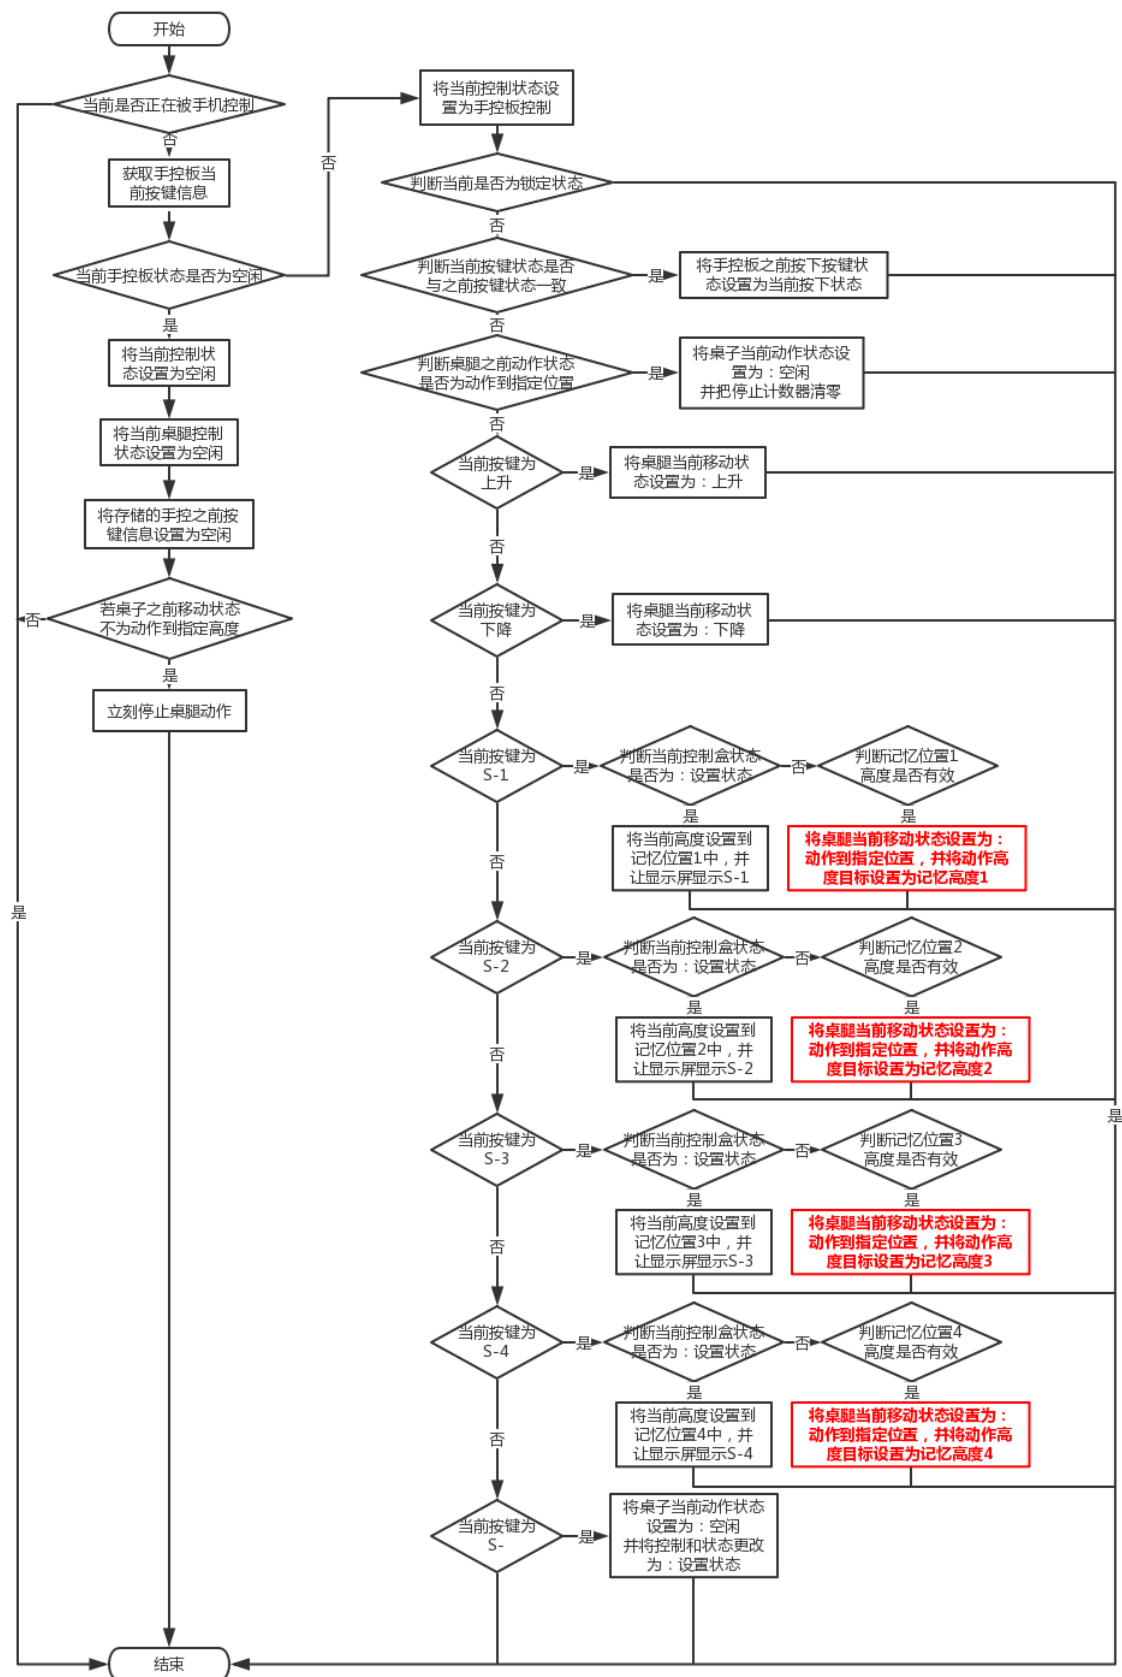 开始
当前是否正在被手机控制
否
获取手控板当
前按键信息
当前手控板状态是否为空闲
否
是
将当前控制状
态设置为空闲
将当前桌腿控制
状态设置为空闲
将存储的手控之前按
键信息设置为空闲
若桌子之前移动状态
不为动作到指定高度
否
是
立刻停止桌腿动作
是
将当前控制状态设
置为手控板控制
判断当前是否为锁定状态
否
判断当前按键状态是否
与之前按键状态一致
是
将手控板之前按下按键状
态设置为当前按下状态
否
判断桌腿之前动作状态
是否为动作到指定位置
是
将桌子当前动作状态设
置为：空闲
并把停止计数器清零
否
当前按键为
上升
是
将桌腿当前移动状
态设置为：上升
否
当前按键为
下降
是
将桌腿当前移动状
态设置为：下降
否
当前按键为
S-1
是
判断当前控制盒状态
是否为：设置状态
否
判断记忆位置1
高度是否有效
是
是
将当前高度设置到
记忆位置1中，并
让显示屏显示S-1
将桌腿当前移动状态设置为：
动作到指定位置，并将动作高
度目标设置为记忆高度1
否
当前按键为
S-2
是
判断当前控制盒状态
是否为：设置状态
否
判断记忆位置2
高度是否有效
是
是
将当前高度设置到
记忆位置2中，并
让显示屏显示S-2
将桌腿当前移动状态设置为：
动作到指定位置，并将动作高
度目标设置为记忆高度2
否
是
当前按键为
S-3
是
判断当前控制盒状态
是否为：设置状态
否
判断记忆位置3
高度是否有效
是
是
将当前高度设置到
记忆位置3中，并
让显示屏显示S-3
将桌腿当前移动状态设置为：
动作到指定位置，并将动作高
度目标设置为记忆高度3
否
当前按键为
S-4
是
判断当前控制盒状态
是否为：设置状态
否
判断记忆位置4
高度是否有效
是
是
将当前高度设置到
记忆位置4中，并
让显示屏显示S-4
将桌腿当前移动状态设置为：
动作到指定位置，并将动作高
度目标设置为记忆高度4
否
当前按键为
S-
是
将桌子当前动作状态
设置为：空闲
并将控制和状态更改
为：设置状态
结束